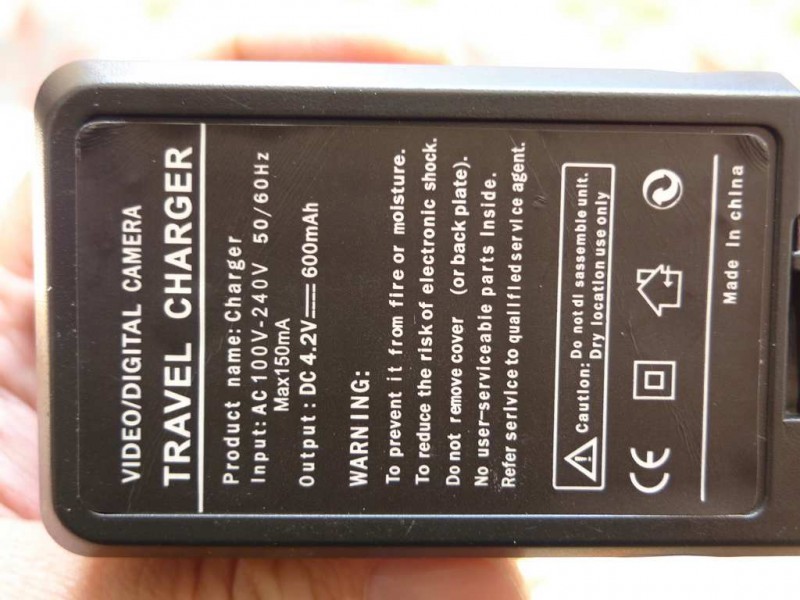 VIDEO/DIGITAL CAMERA
TRAVEL CHARGER
Product name: Charger
Input: AC 100V-240V 50/60Hz
Max150mA
Output: DC 4.2V 600mAh
WARNING:
To prevent it from fire or moisture.
To reduce the risk of electronic shock.
Do not remove cover (or back plate).
No user-serviceable parts Inside.
Refer serivice to qualified service agent.
Caution: Do not di sassemble unit.
Dry location use only
CE
Made In china